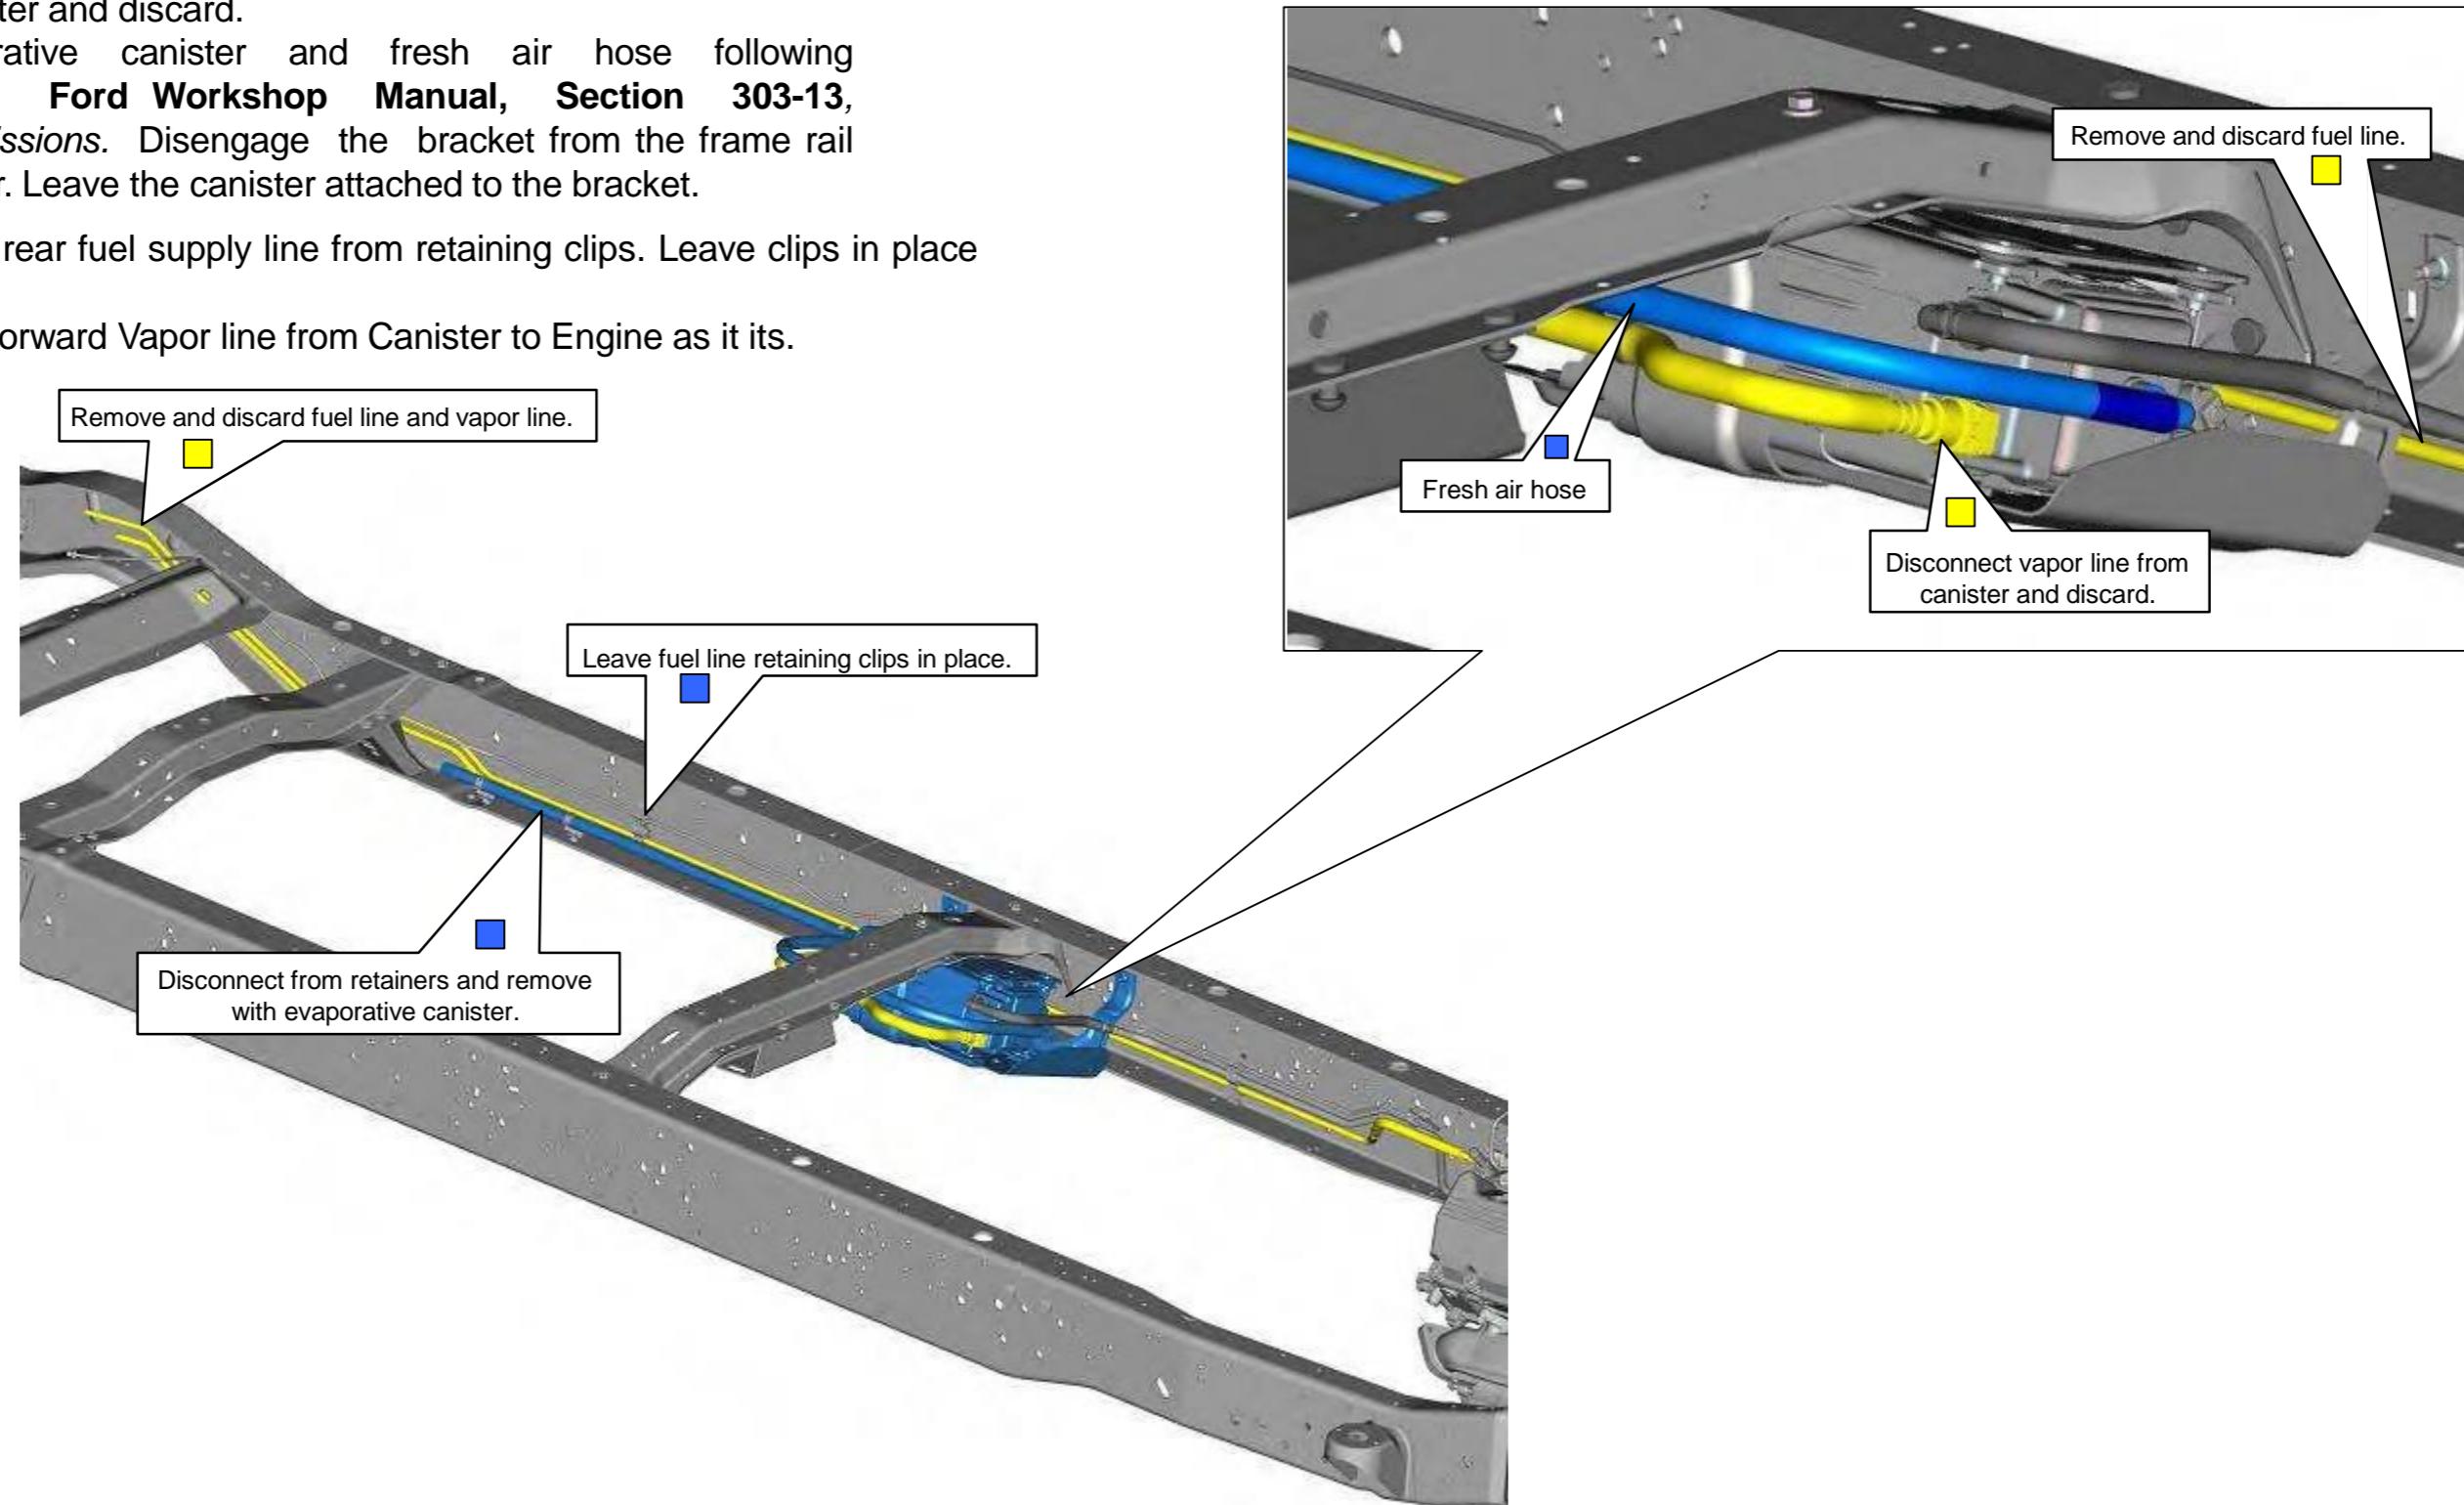 ter and discard.
rative canister and fresh air hose following
Ford Workshop Manual, Section 303-13,
ssions. Disengage the bracket from the frame rail
r. Leave the canister attached to the bracket.
rear fuel supply line from retaining clips. Leave clips in place
orward Vapor line from Canister to Engine as it its.
Remove and discard fuel line.
Fresh air hose
Disconnect vapor line from
canister and discard.
Remove and discard fuel line and vapor line.
Leave fuel line retaining clips in place.
Disconnect from retainers and remove
with evaporative canister.